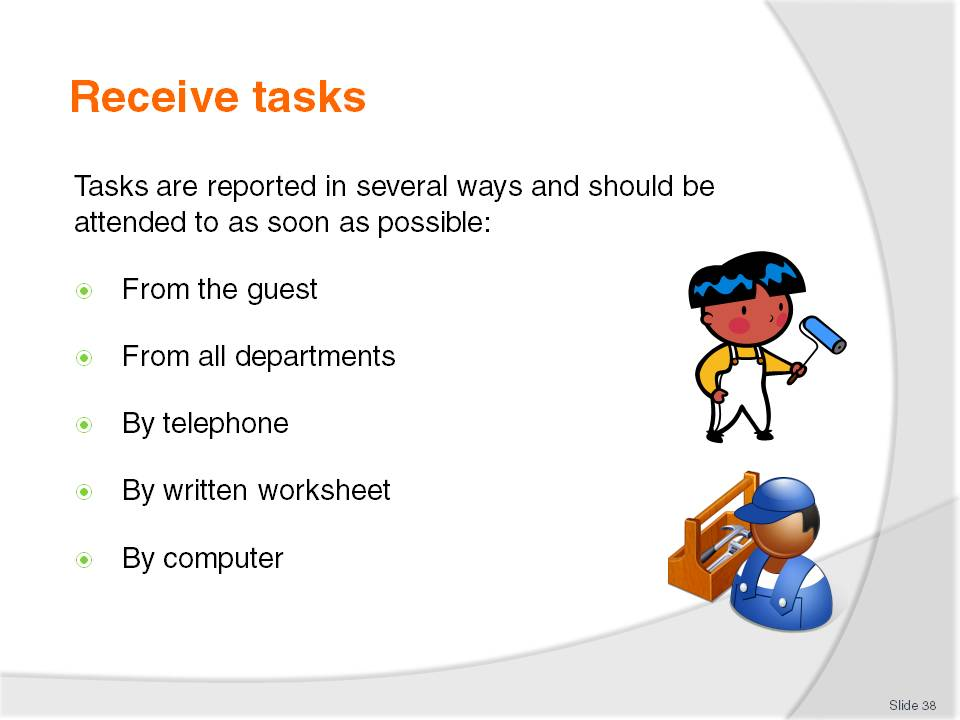 Receive tasks
Tasks are reported in several ways and should be
attended to as soon as possible:
From the guest
From all departments
By telephone
By written worksheet
By computer
Slide 38